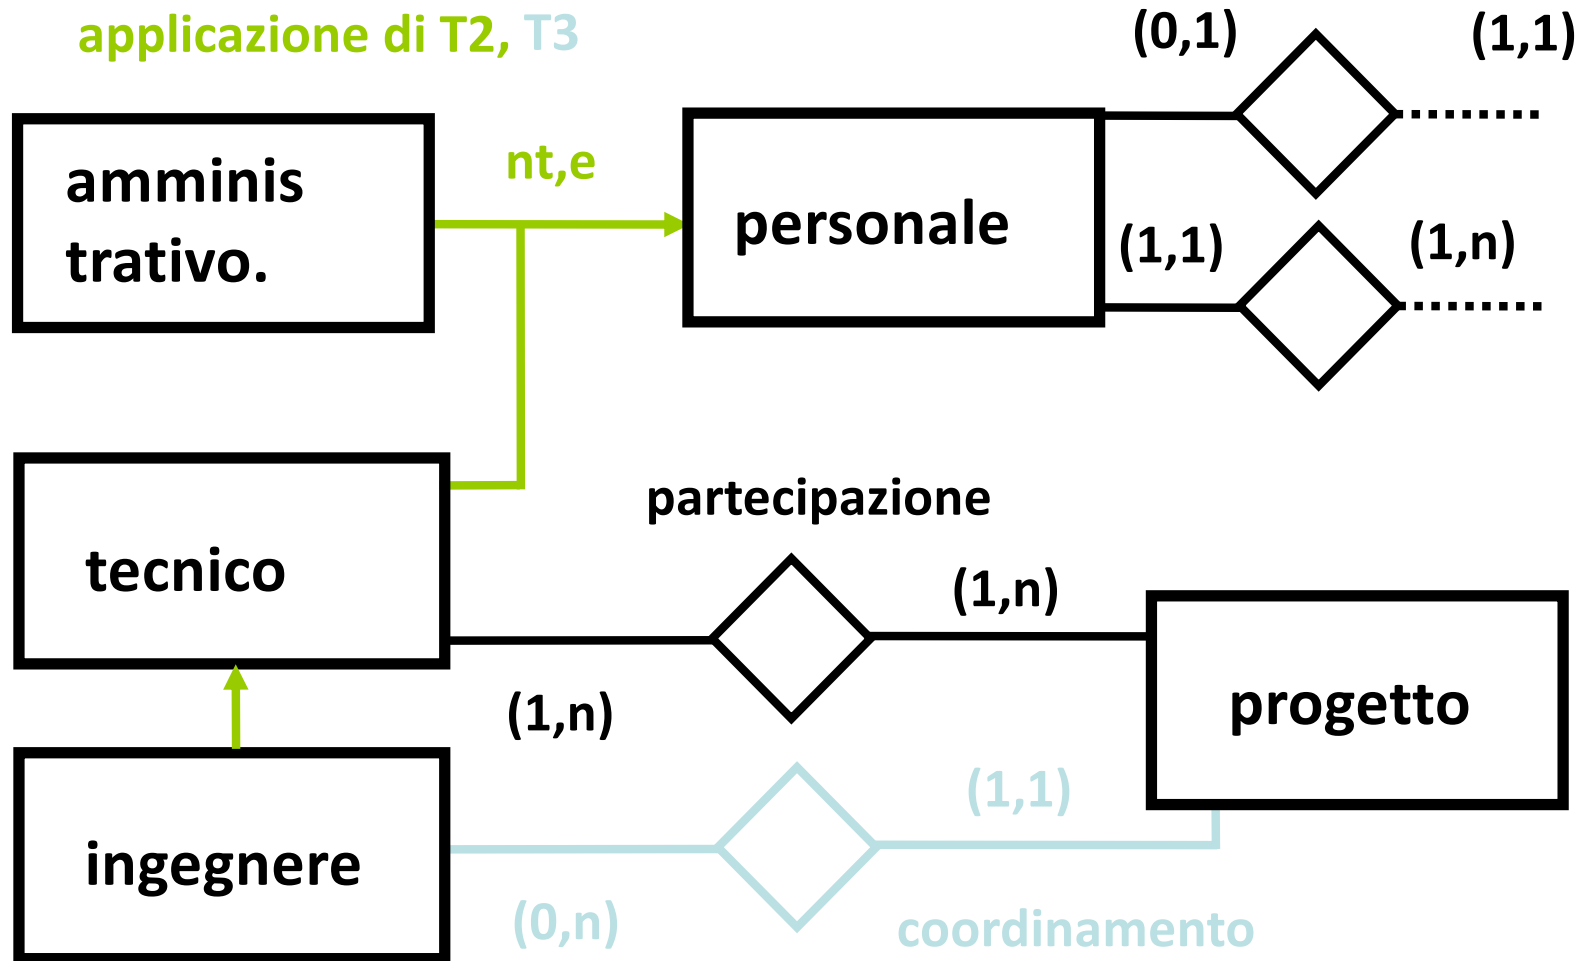 applicazione di T2, T3
(0,1)
(1,1)
amminis
trativo.
nt,e
personale
(1,1)
(1,n)
partecipazione
tecnico
(1,n)
(1,n)
progetto
(1,1)
ingegnere
(0,n)
coordinamento